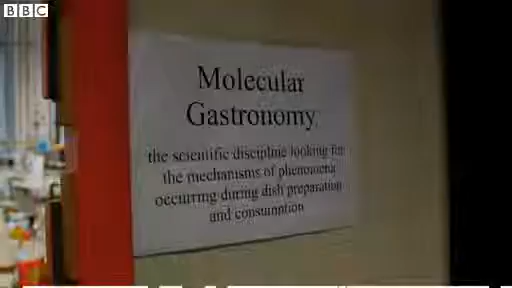 BBC
Molecular
Gastronomy
the scientific discipline looking for
the mechanisms of phenomena
occurring during dish preparation
and consumption